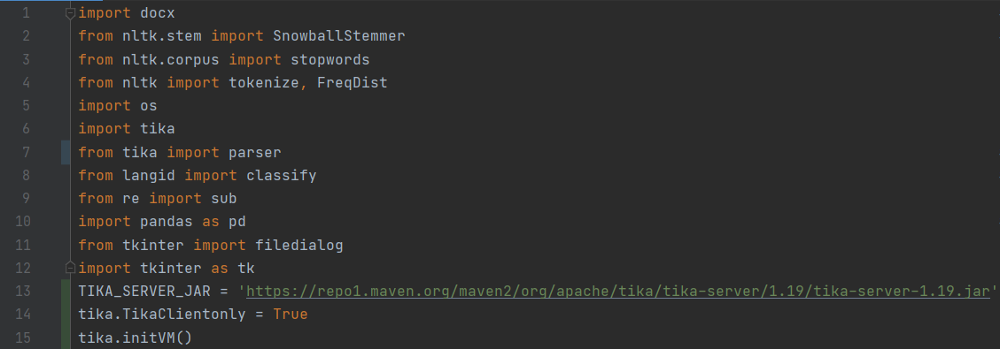 1 import docx
2 from nltk.stem import SnowballStemmer
3 from nltk.corpus import stopwords
4 from nltk import tokenize, FreqDist
5 import os
6 import tika
7 from tika import parser
8 from langid import classify
9 from re import sub
10 import pandas as pd
11 from tkinter import filedialog
12 import tkinter as tk
13 TIKA_SERVER_JAR = 'https://repo1.maven.org/maven2/org/apache/tika/tika-server/1.19/tika-server-1.19.jar'
14 tika.TikaClientonly = True
15 tika.initVM()